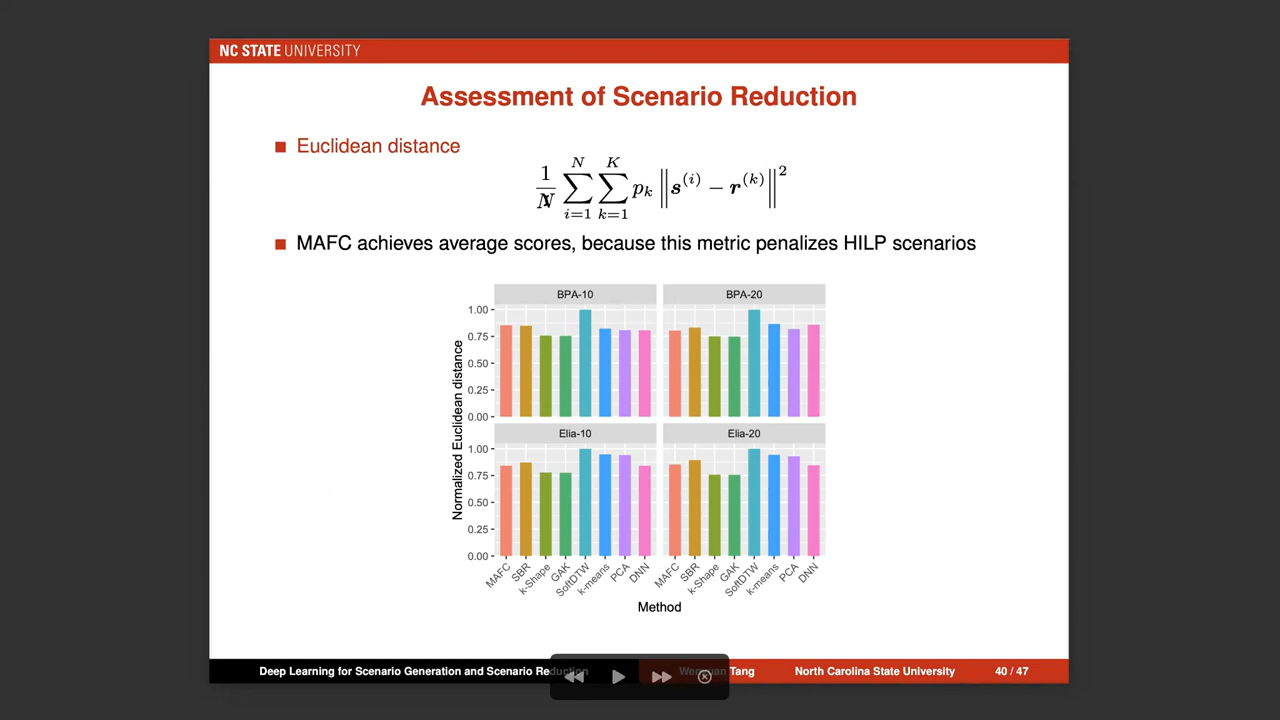 NC STATE UNIVERSITY
Assessment of Scenario Reduction
Euclidean distance
1/N ∑_{i=1}^{N} ∑_{k=1}^{K} p_k ‖s^{(i)} − r^{(k)}‖^2
MAFC achieves average scores, because this metric penalizes HILP scenarios
BPA-10 BPA-20
1.00
0.75
0.50
0.25
0.00
Elia-10 Elia-20
1.00
0.75
0.50
0.25
0.00
Normalized Euclidean distance
MAFC SBR k-Shape GAK SoftDTW k-means PCA DNN MAFC SBR k-Shape GAK SoftDTW k-means PCA DNN
Method
Deep Learning for Scenario Generation and Scenario Reduction Tang North Carolina State University 40 / 47